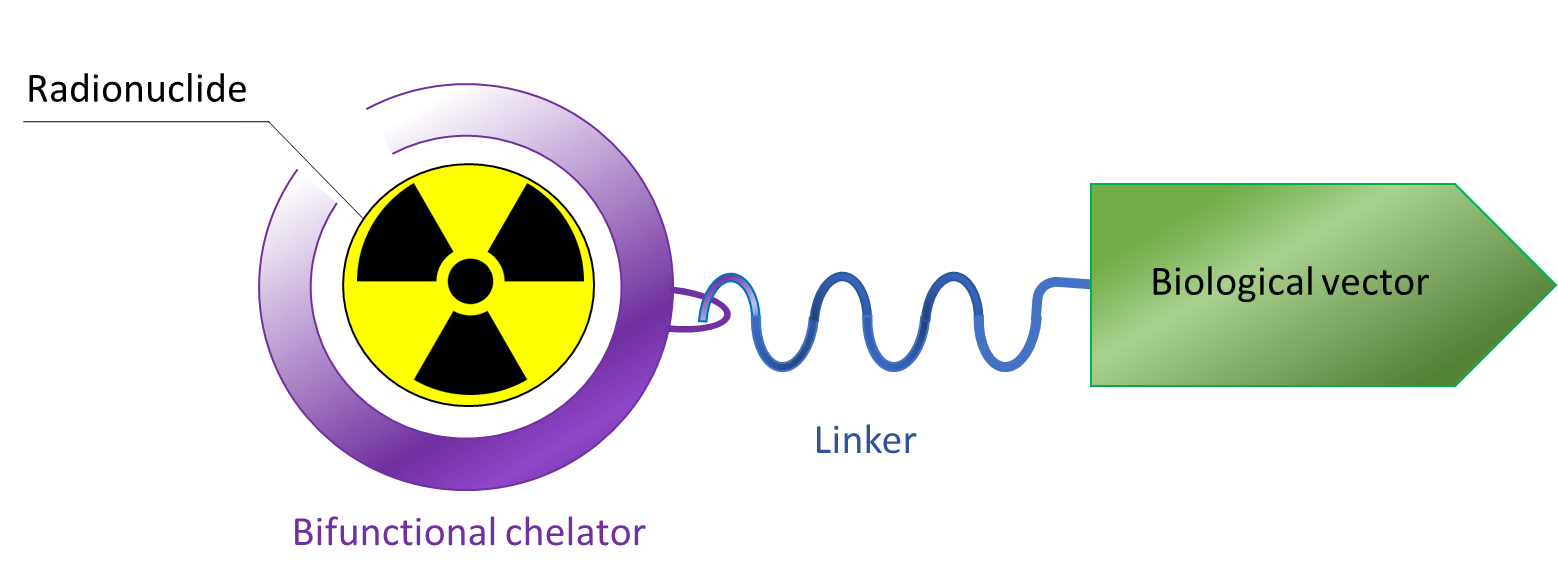 Radionuclide
Biological vector
Linker
Bifunctional chelator